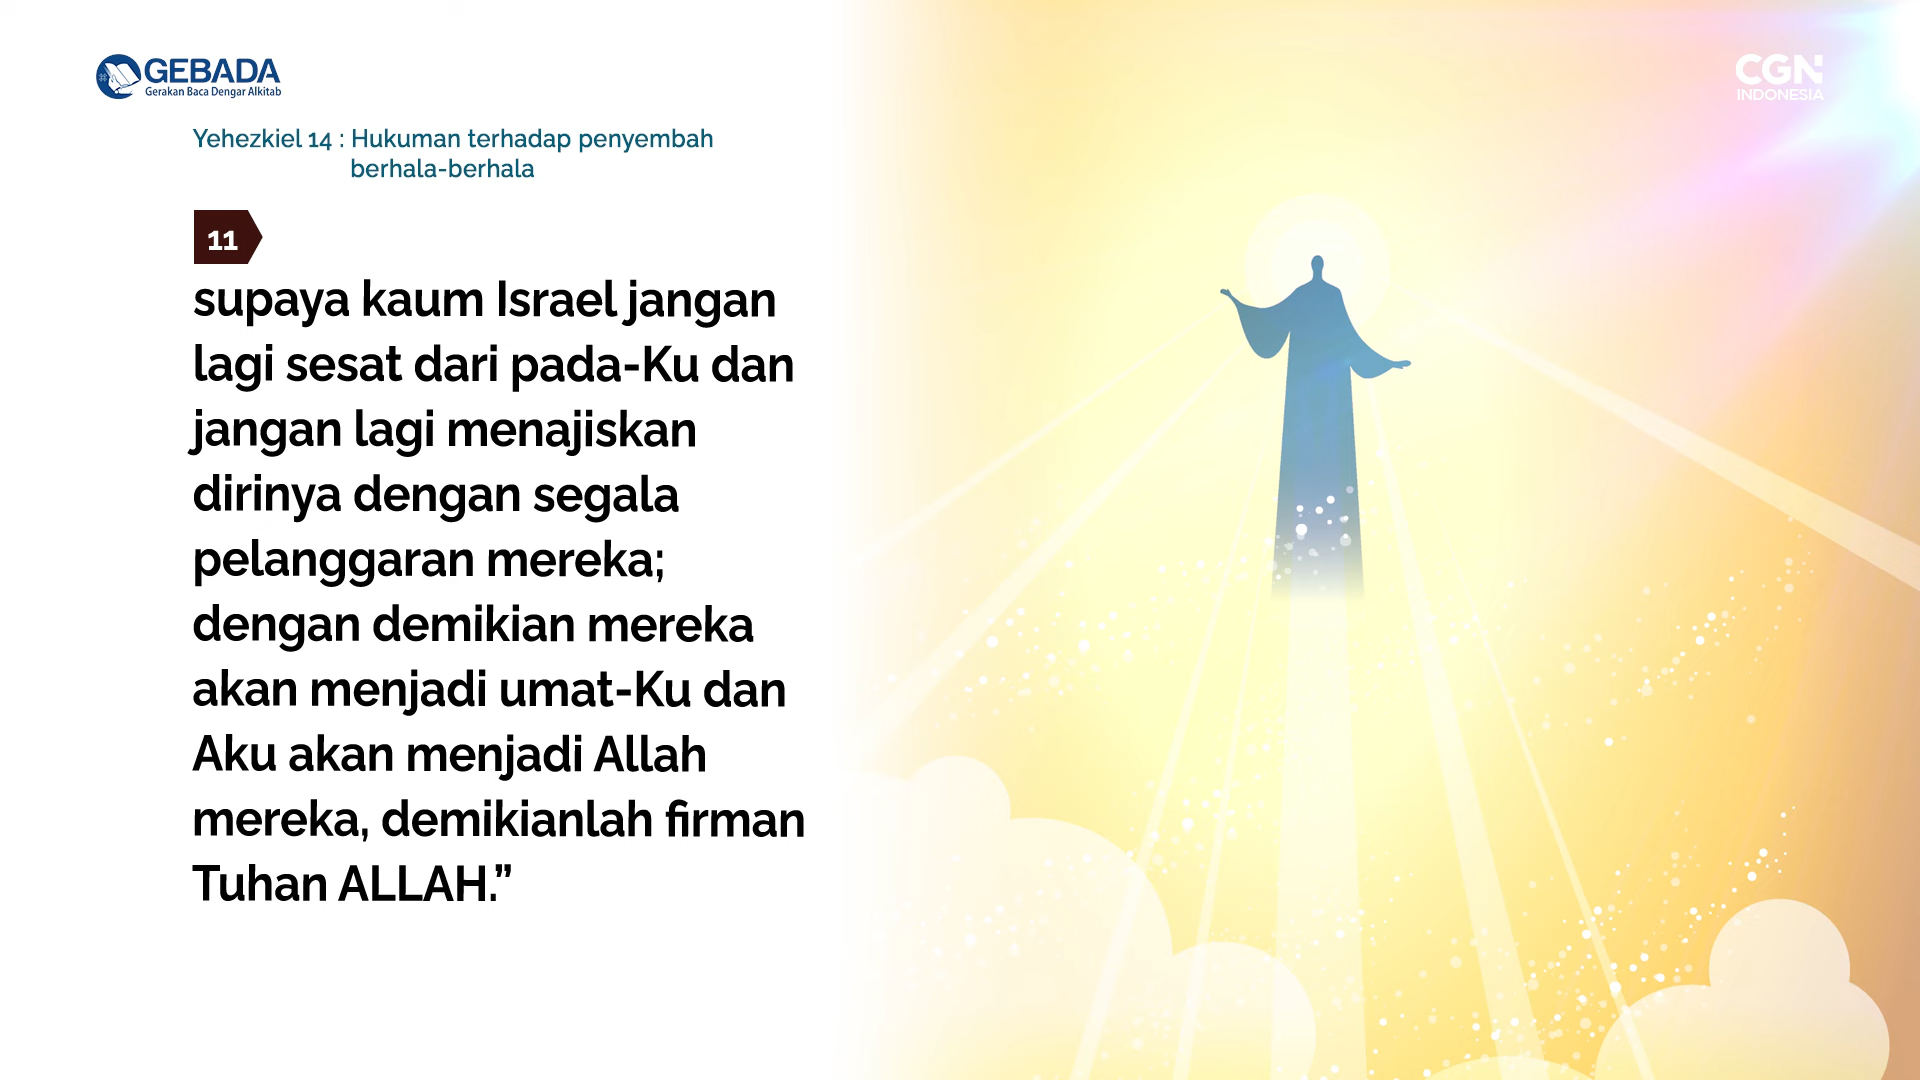 GEBADA
Gerakan Baca Dengar Alkitab
CGN
INDONESIA
Yehezkiel 14 : Hukuman terhadap penyembah
berhala-berhala
11
supaya kaum Israel jangan
lagi sesat dari pada-Ku dan
jangan lagi menajiskan
dirinya dengan segala
pelanggaran mereka;
dengan demikian mereka
akan menjadi umat-Ku dan
Aku akan menjadi Allah
mereka, demikianlah firman
Tuhan ALLAH.”